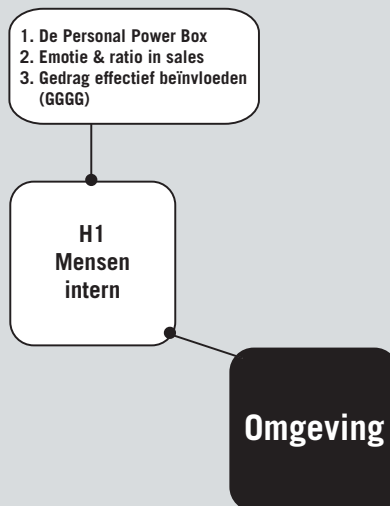 1. De Personal Power Box
2. Emotie & ratio in sales
3. Gedrag effectief beïnvloeden
(GGGG)
H1
Mensen
intern
Omgeving